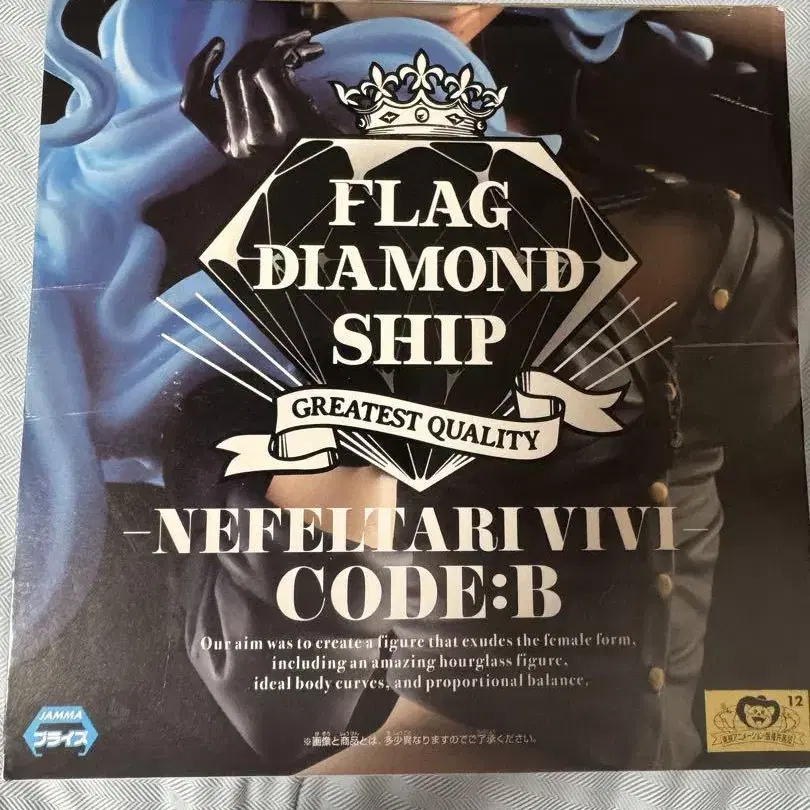 FLAG
DIAMOND
SHIP
GREATEST QUALITY
-NEFELTARI VIVI-
CODE:B
Our aim was to create a figure that exudes the female form,
including an amazing hourglass figure,
ideal body curves, and proportional balance.
JAMMA
プライズ
※画像と商品とは、多少異なりますのでご了承ください。
12